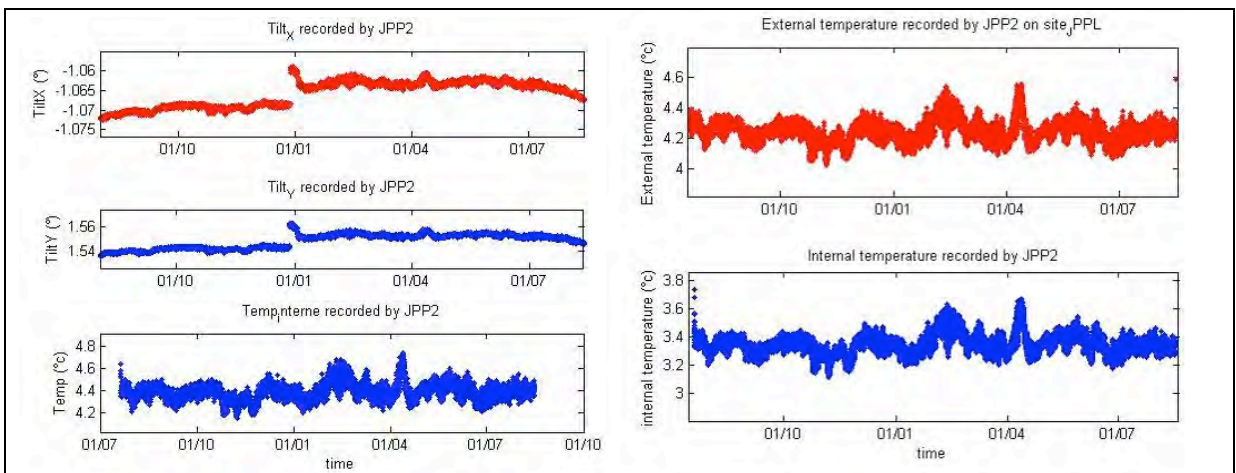 Tilt_X recorded by JPP2
TiltX (°)
-1.06
-1.065
-1.07
-1.075
01/10 01/01 01/04 01/07
Tilt_Y recorded by JPP2
TiltY (°)
1.56
1.54
01/10 01/01 01/04 01/07
Temp_interne recorded by JPP2
Temp (°c)
4.8
4.6
4.4
4.2
01/07 01/10 01/01 01/04 01/07 01/10
time
External temperature recorded by JPP2 on site_JPPL
External temperature (°c)
4.6
4.4
4.2
4
01/10 01/01 01/04 01/07
Internal temperature recorded by JPP2
internal temperature (°c)
3.8
3.6
3.4
3.2
3
01/10 01/01 01/04 01/07
time